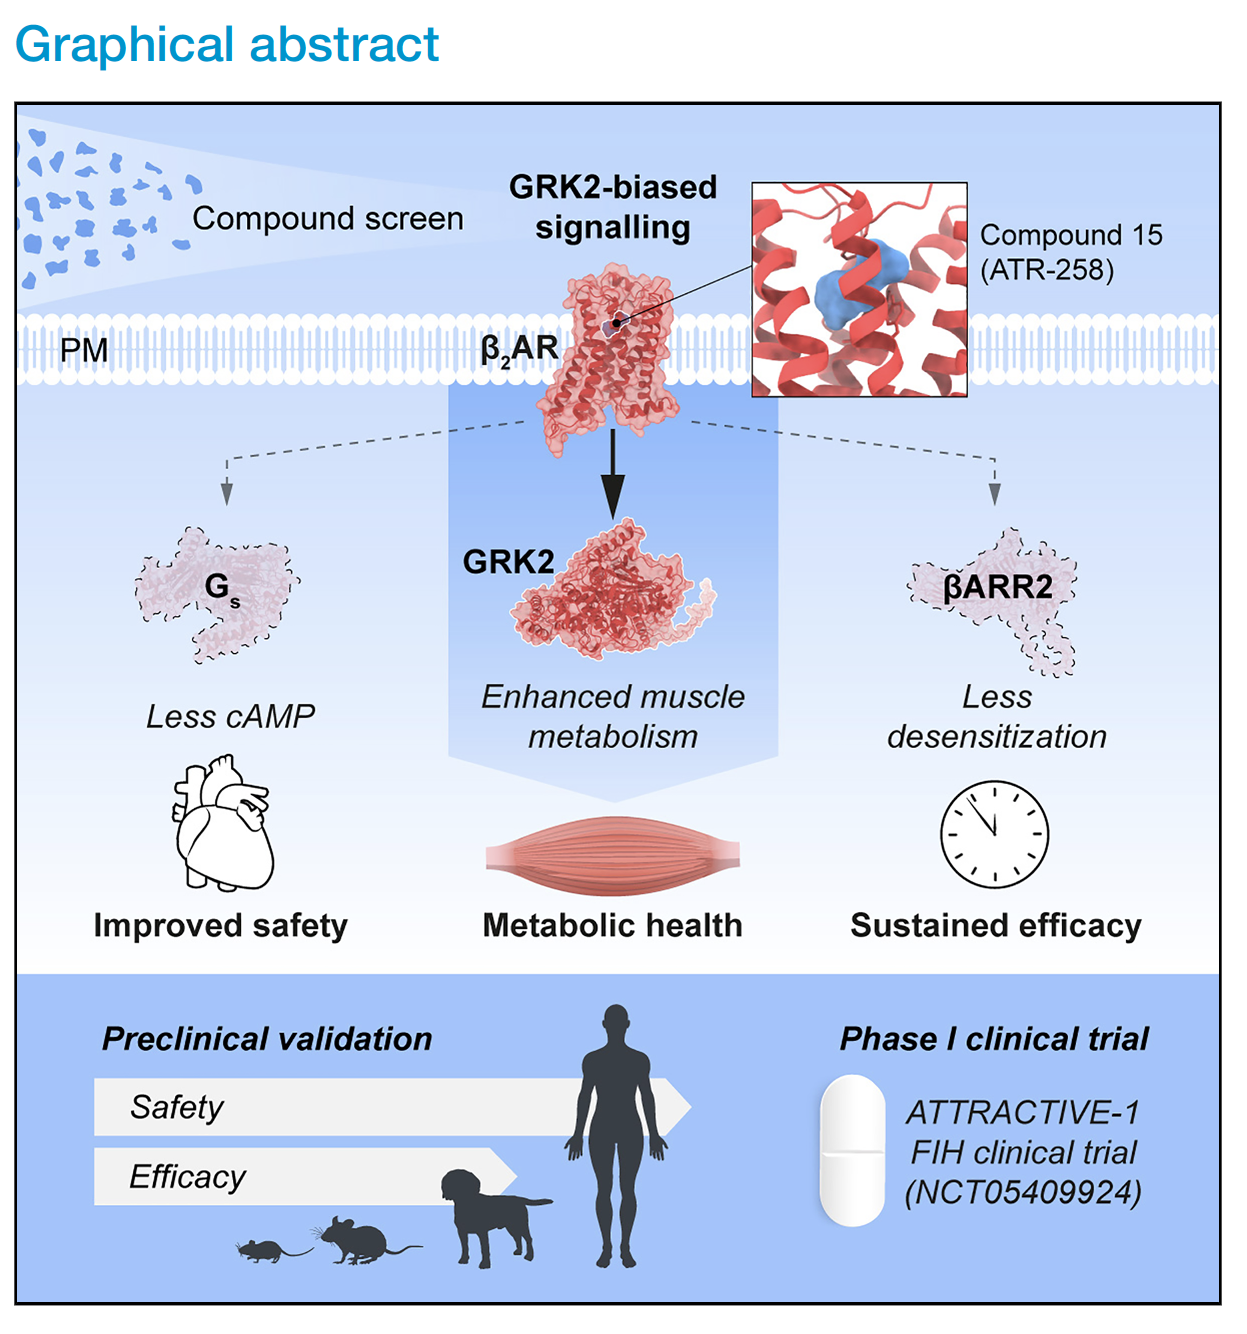 Graphical abstract
Compound screen
GRK2-biased
signalling
Compound 15
(ATR-258)
PM
β₂AR
Gₛ
GRK2
βARR2
Less cAMP
Enhanced muscle
metabolism
Less
desensitization
Improved safety
Metabolic health
Sustained efficacy
Preclinical validation
Safety
Efficacy
Phase I clinical trial
ATTRACTIVE-1
FIH clinical trial
(NCT05409924)